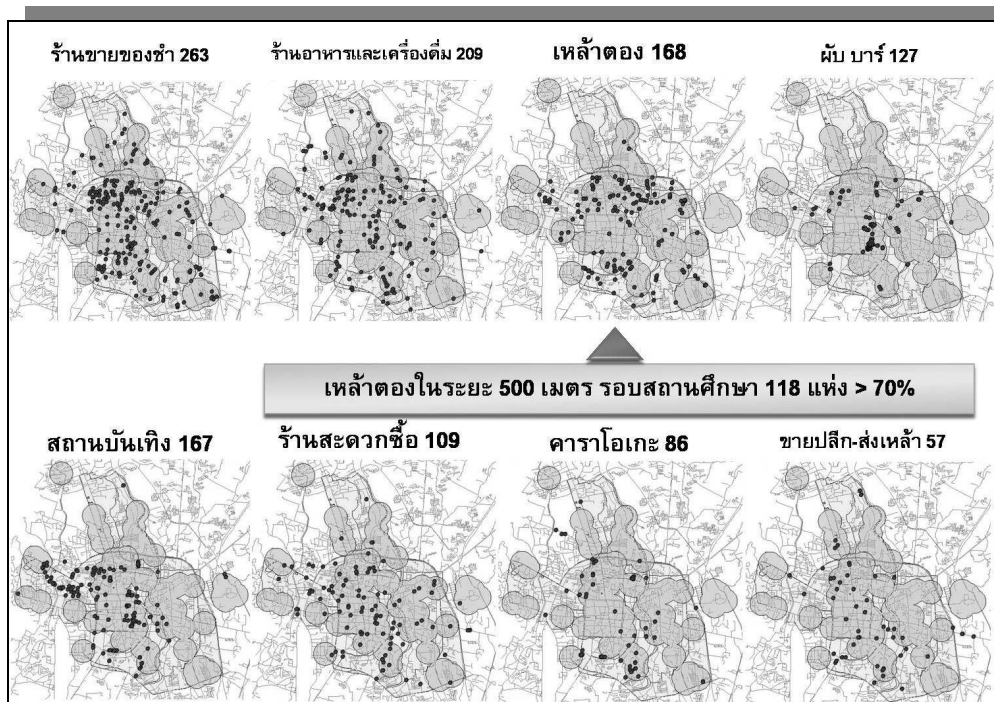 ร้านขายของชำ 263
ร้านอาหารและเครื่องดื่ม 209
เหล้าตอง 168
ผับ บาร์ 127
เหล้าตองในระยะ 500 เมตร รอบสถานศึกษา 118 แห่ง > 70%
สถานบันเทิง 167
ร้านสะดวกซื้อ 109
คาราโอเกะ 86
ขายปลีก-ส่งเหล้า 57